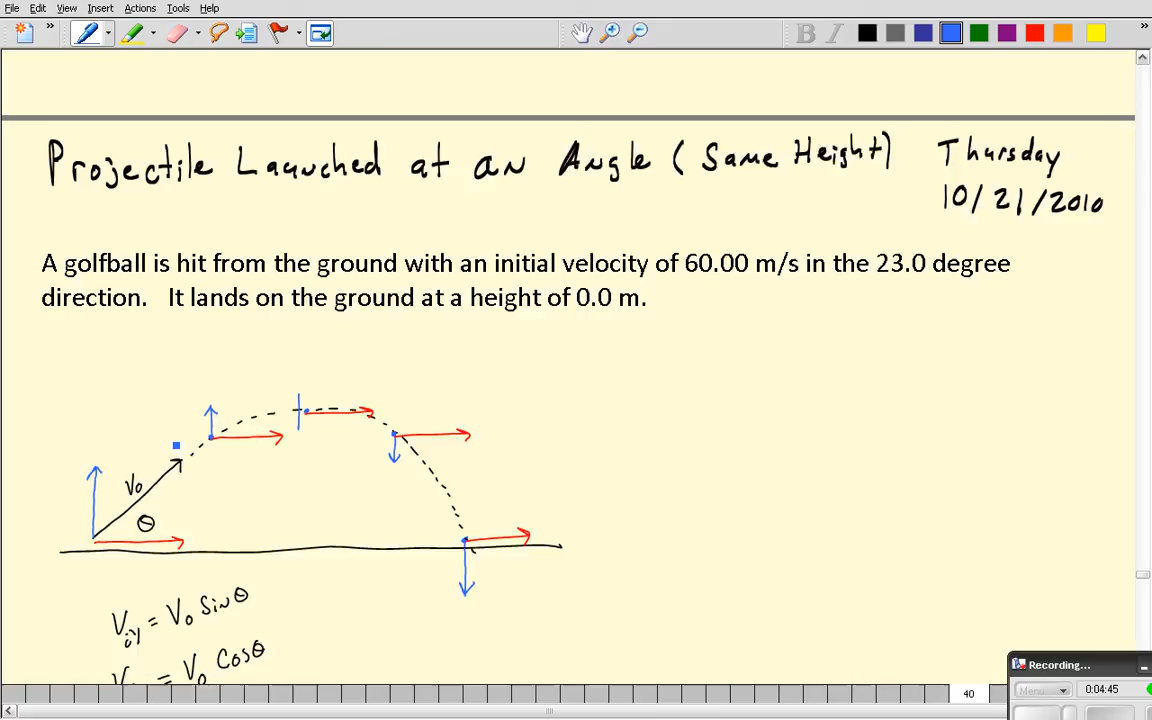 File Edit View Insert Actions Tools Help
» B I »
Projectile Launched at an Angle (Same Height) Thursday
10/21/2010
A golfball is hit from the ground with an initial velocity of 60.00 m/s in the 23.0 degree
direction. It lands on the ground at a height of 0.0 m.
V₀
θ
= V₀ Sinθ
= V₀ Cosθ
Recording...
Menu 0:04:45
40